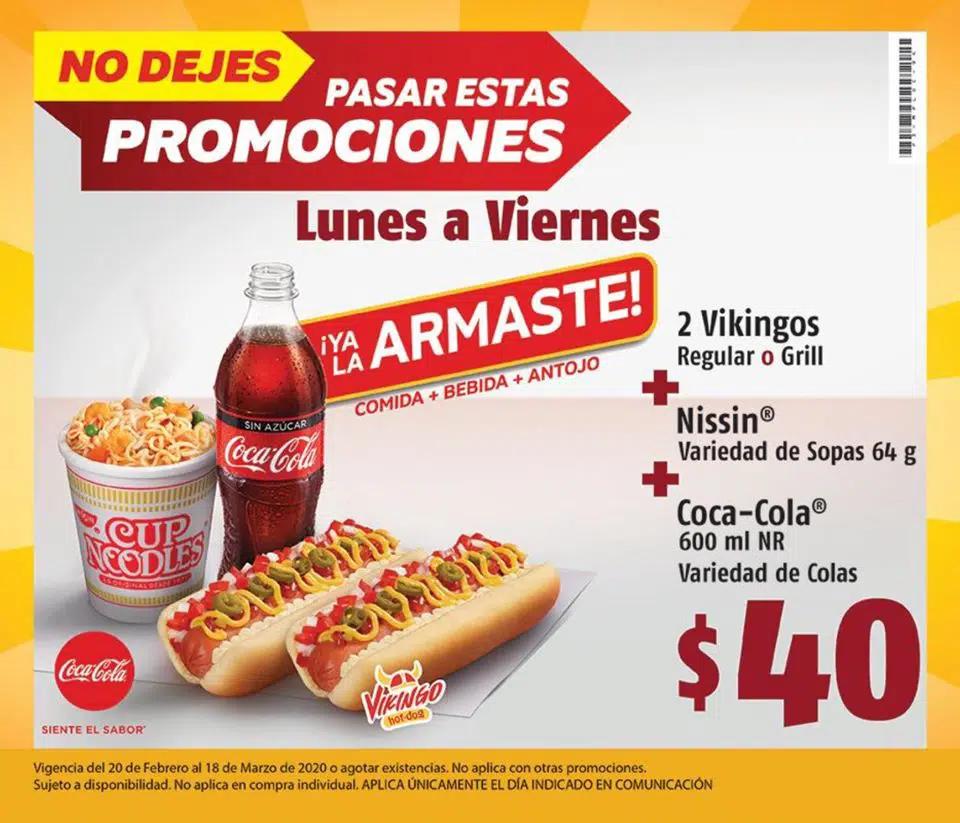 NO DEJES
PASAR ESTAS
PROMOCIONES
Lunes a Viernes
¡YA
LA ARMASTE!
COMIDA + BEBIDA + ANTOJO
2 Vikingos
Regular o Grill
+
Nissin®
Variedad de Sopas 64 g
+
Coca-Cola®
600 ml NR
Variedad de Colas
$40
SIN AZÚCAR
Coca-Cola
NISSIN
CUP
NOODLES
Coca-Cola
SIENTE EL SABOR
VIKINGO
hot-dog
Vigencia del 20 de Febrero al 18 de Marzo de 2020 o agotar existencias. No aplica con otras promociones.
Sujeto a disponibilidad. No aplica en compra individual. APLICA ÚNICAMENTE EL DÍA INDICADO EN COMUNICACIÓN